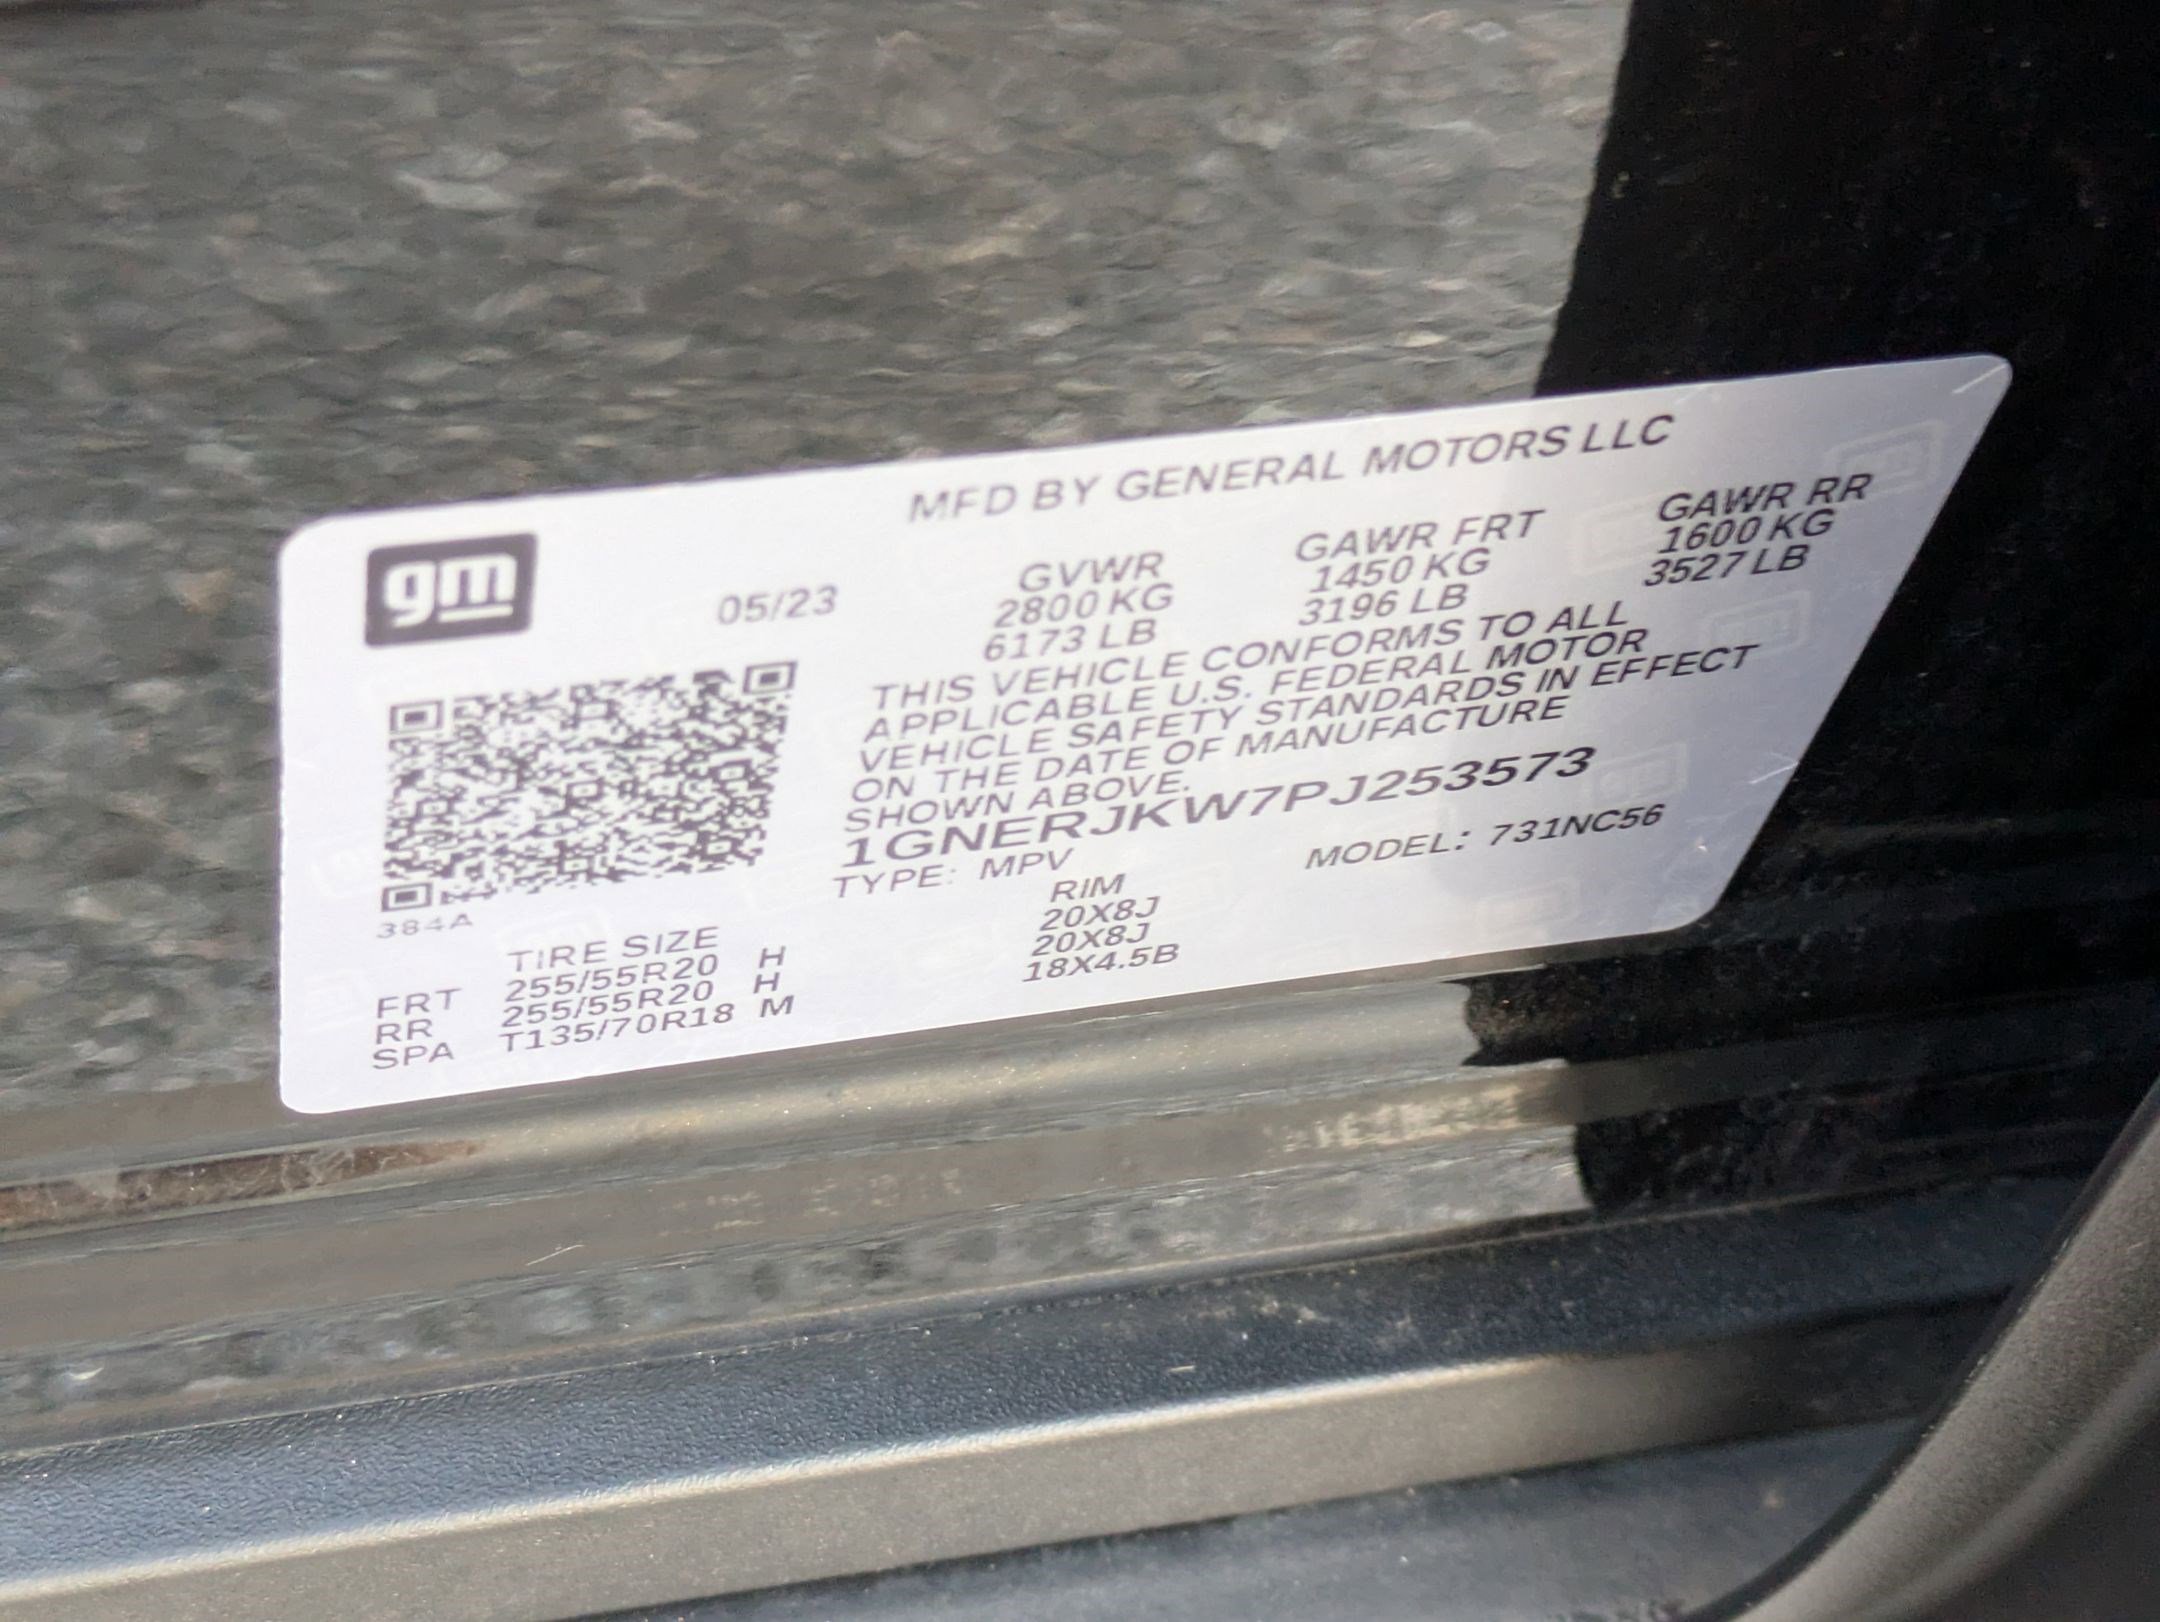 MFD BY GENERAL MOTORS LLC
gm
05/23
GVWR GAWR FRT GAWR RR
2800 KG 1450 KG 1600 KG
6173 LB 3196 LB 3527 LB
THIS VEHICLE CONFORMS TO ALL
APPLICABLE U.S. FEDERAL MOTOR
VEHICLE SAFETY STANDARDS IN EFFECT
ON THE DATE OF MANUFACTURE
SHOWN ABOVE.
1GNERJKW7PJ253573
TYPE: MPV MODEL: 731NC56
384A
TIRE SIZE RIM
FRT 255/55R20 H 20X8J
RR 255/55R20 H 20X8J
SPA T135/70R18 M 18X4.5B